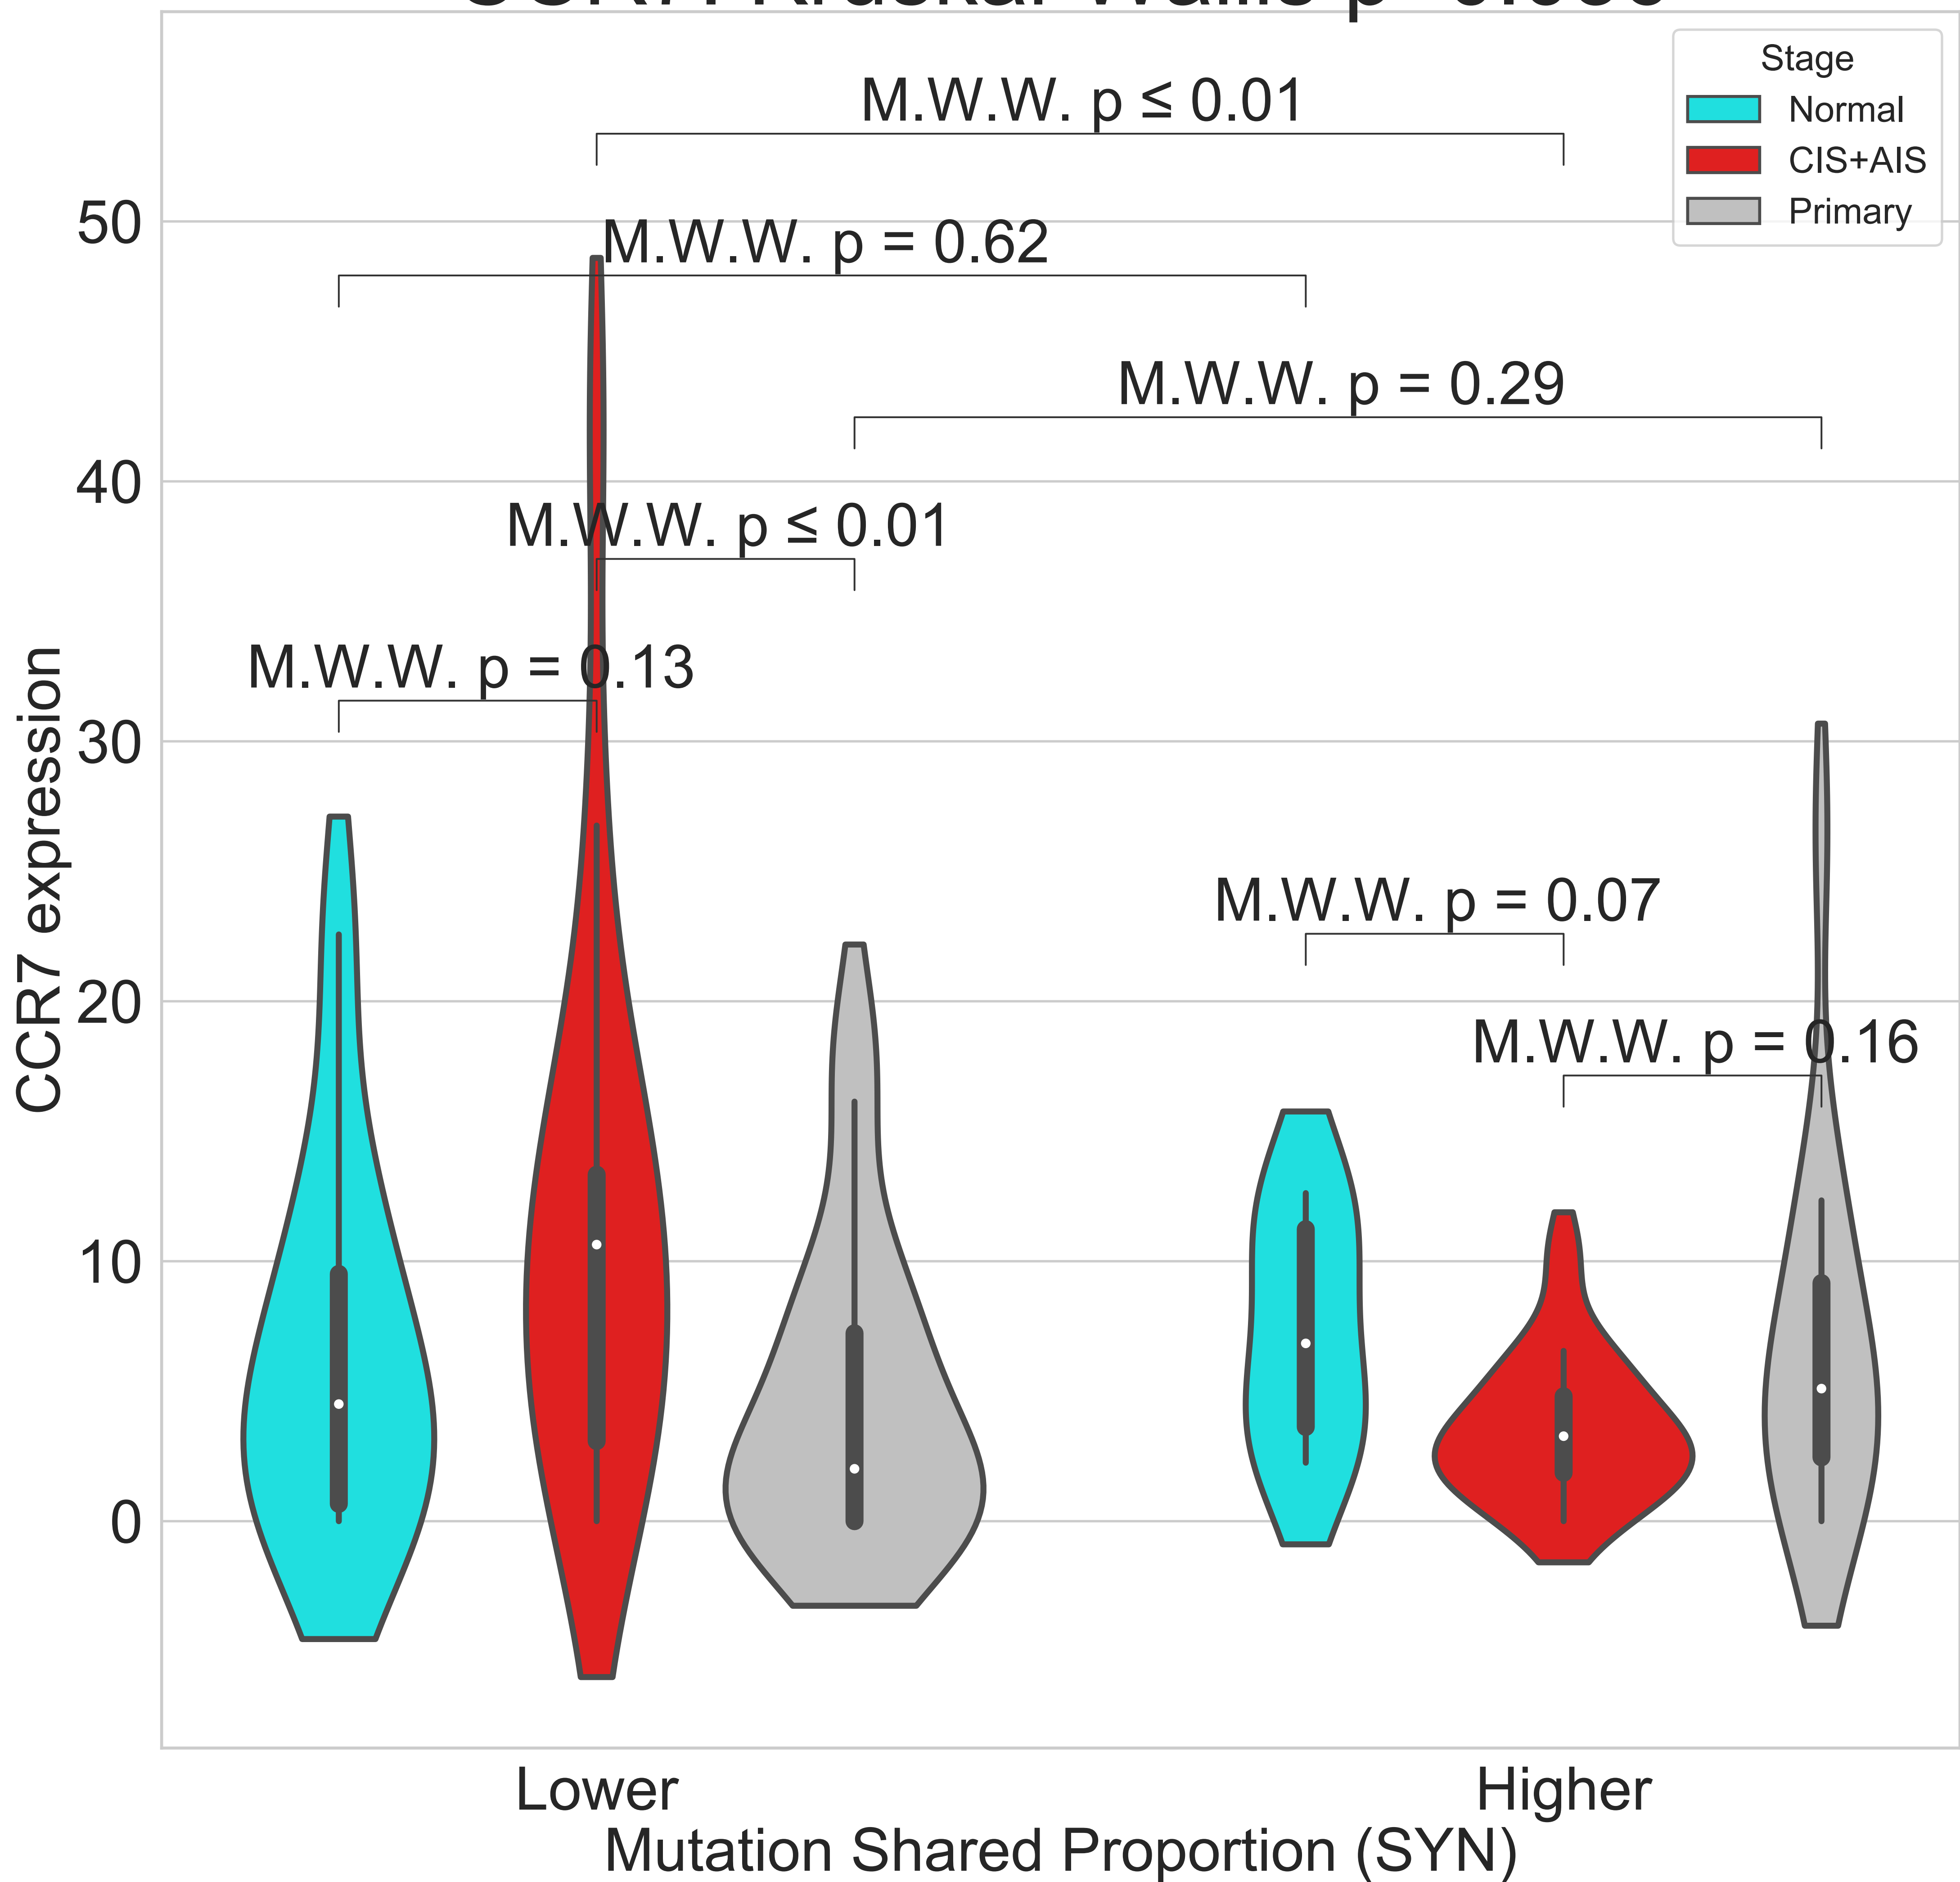 Stage
Normal
CIS+AIS
Primary
M.W.W. p ≤ 0.01
M.W.W. p = 0.62
M.W.W. p = 0.29
M.W.W. p ≤ 0.01
M.W.W. p = 0.13
M.W.W. p = 0.07
M.W.W. p = 0.16
50
40
30
20
10
0
CCR7 expression
Lower
Higher
Mutation Shared Proportion (SYN)